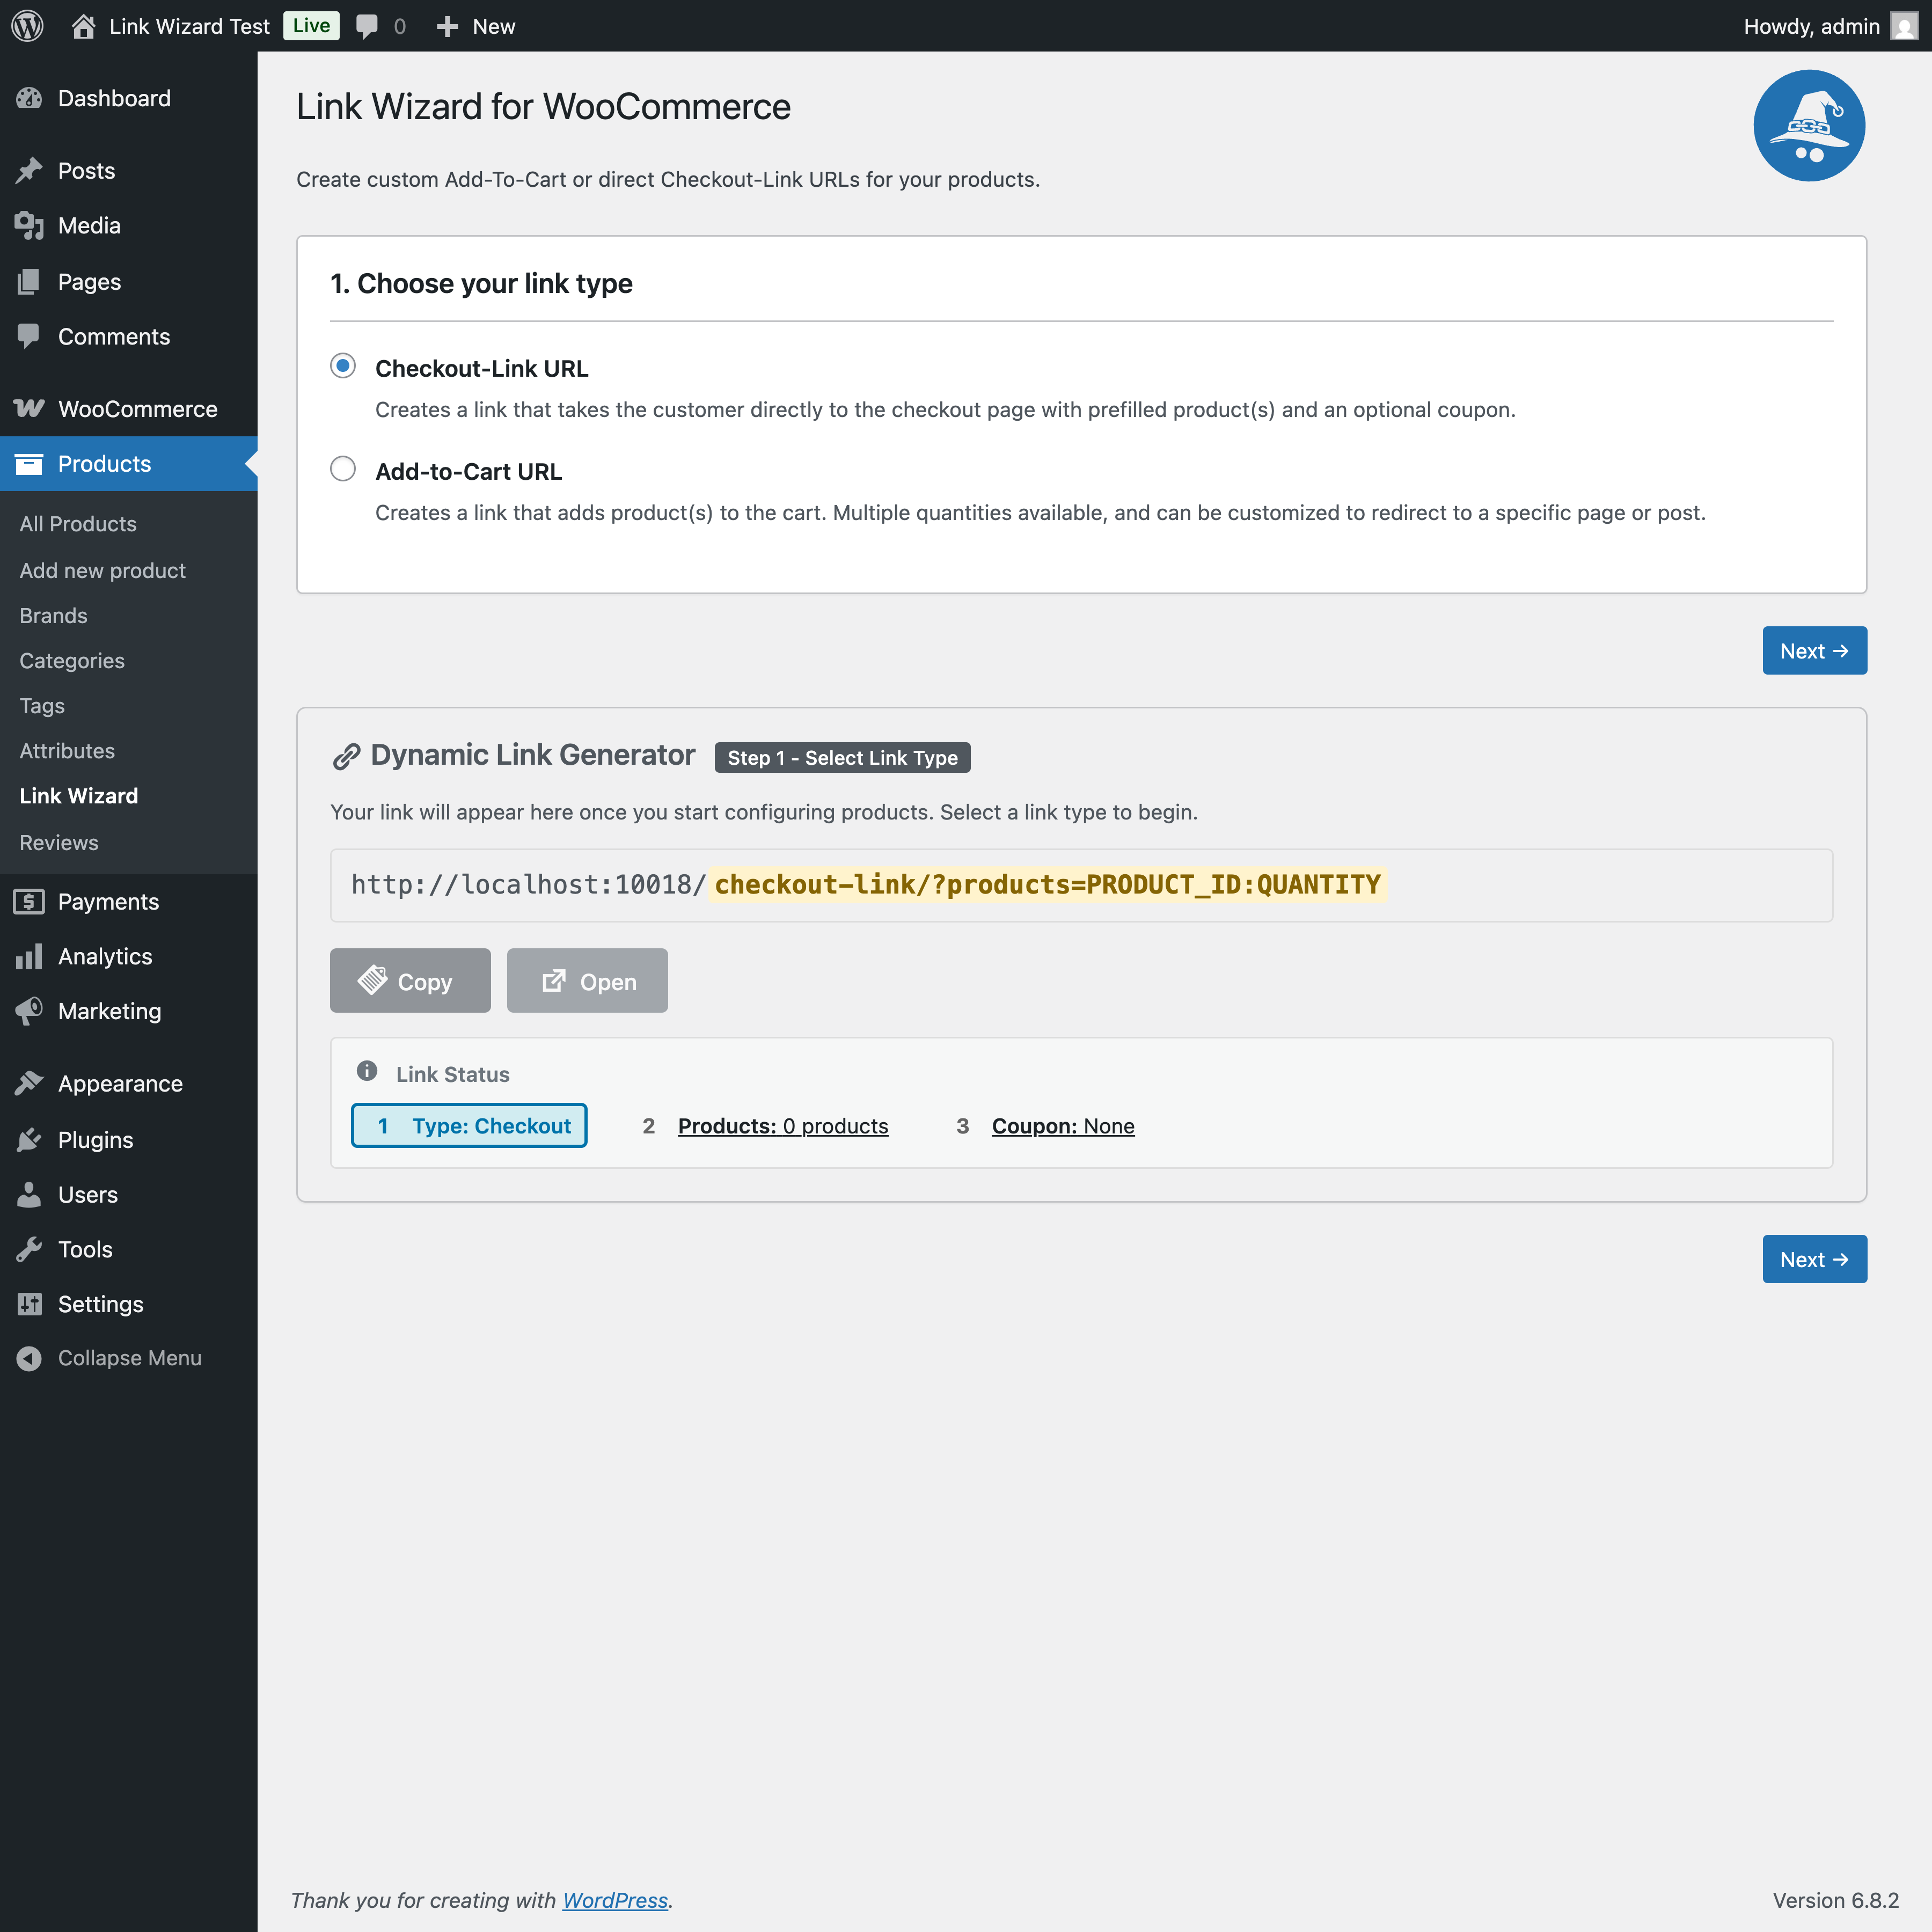 Link Wizard Test Live 0 New Howdy, admin
Dashboard
Posts
Media
Pages
Comments
WooCommerce
Products
All Products
Add new product
Brands
Categories
Tags
Attributes
Link Wizard
Reviews
Payments
Analytics
Marketing
Appearance
Plugins
Users
Tools
Settings
Collapse Menu
Link Wizard for WooCommerce
Create custom Add-To-Cart or direct Checkout-Link URLs for your products.
1. Choose your link type
Checkout-Link URL
Creates a link that takes the customer directly to the checkout page with prefilled product(s) and an optional coupon.
Add-to-Cart URL
Creates a link that adds product(s) to the cart. Multiple quantities available, and can be customized to redirect to a specific page or post.
Next →
Dynamic Link Generator Step 1 - Select Link Type
Your link will appear here once you start configuring products. Select a link type to begin.
http://localhost:10018/checkout-link/?products=PRODUCT_ID:QUANTITY
Copy Open
Link Status
1 Type: Checkout 2 Products: 0 products 3 Coupon: None
Next →
Thank you for creating with WordPress. Version 6.8.2